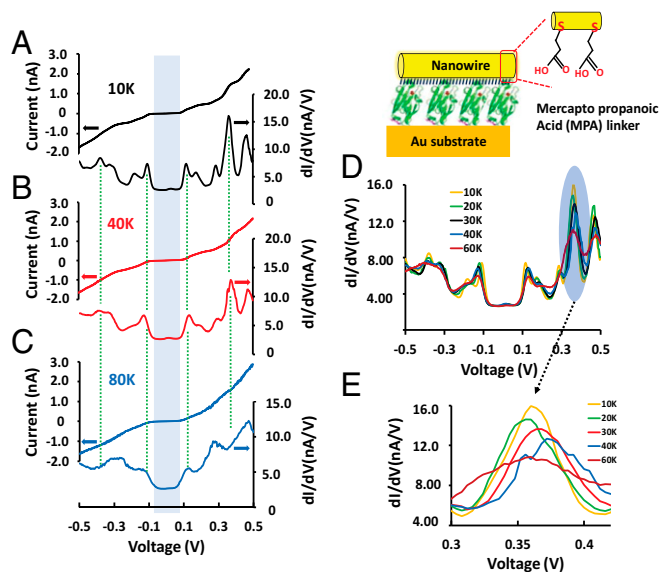 A
10K
Current (nA)
3.0
2.0
1.0
0
-1.0
-2.0
20.0
15.0
10.0
5.0
0
dI/dV(nA/V)
B
40K
Current (nA)
3.0
2.0
1.0
0
-1.0
-2.0
20.0
15.0
10.0
5.0
0
dI/dV(nA/V)
C
80K
Current (nA)
3.0
2.0
1.0
0
-1.0
-2.0
15.0
10.0
5.0
0
dI/dV(nA/V)
-0.5 -0.3 -0.1 0.1 0.3 0.5
Voltage (V)
Nanowire
Au substrate
S S
HO O HO O
Mercapto propanoic
Acid (MPA) linker
D
10K
20K
30K
40K
60K
dI/dV(nA/V)
16.0
12.0
8.00
4.00
-0.5 -0.3 -0.1 0.1 0.3 0.5
Voltage (V)
E
10K
20K
30K
40K
60K
dI/dV(nA/V)
16.0
12.0
8.00
4.00
0.3 0.35 0.4
Voltage (V)